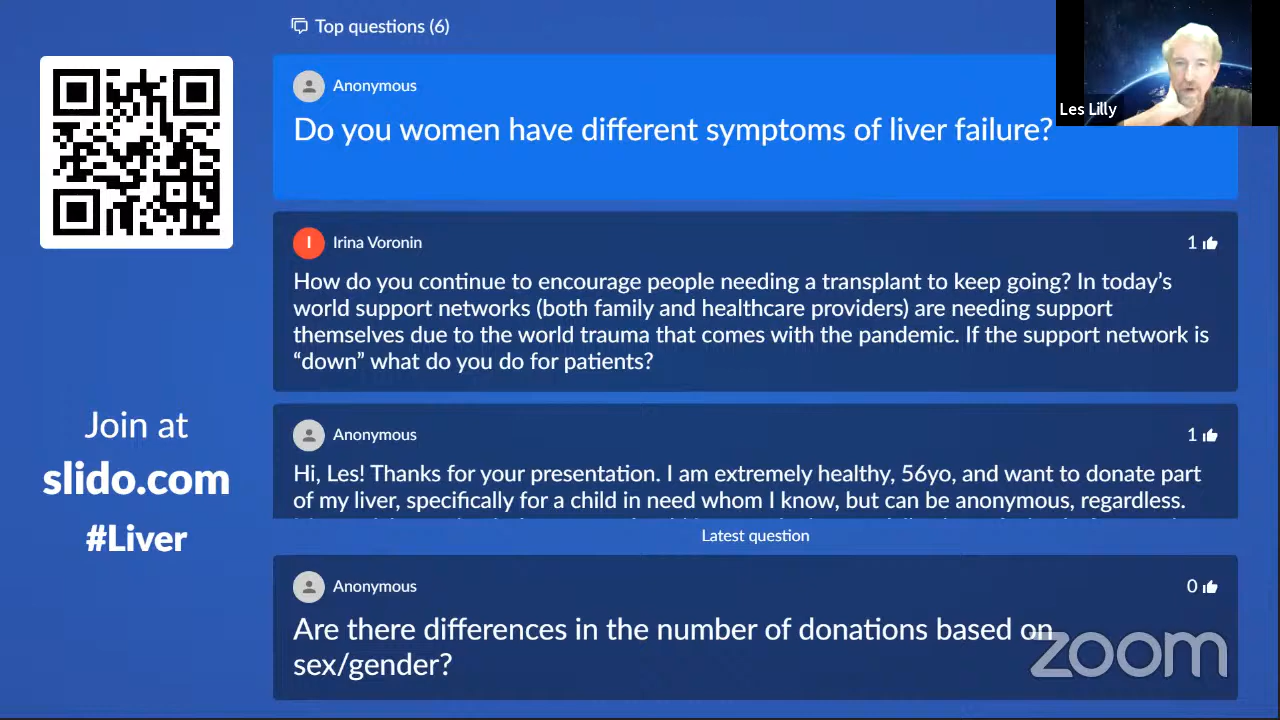 Top questions (6)
Les Lilly
Anonymous
Do you women have different symptoms of liver failure?
I
Irina Voronin
1
How do you continue to encourage people needing a transplant to keep going? In today’s
world support networks (both family and healthcare providers) are needing support
themselves due to the world trauma that comes with the pandemic. If the support network is
“down” what do you do for patients?
Anonymous
1
Hi, Les! Thanks for your presentation. I am extremely healthy, 56yo, and want to donate part
of my liver, specifically for a child in need whom I know, but can be anonymous, regardless.
Join at
slido.com
#Liver
Latest question
Anonymous
0
Are there differences in the number of donations based on
sex/gender?
zoom